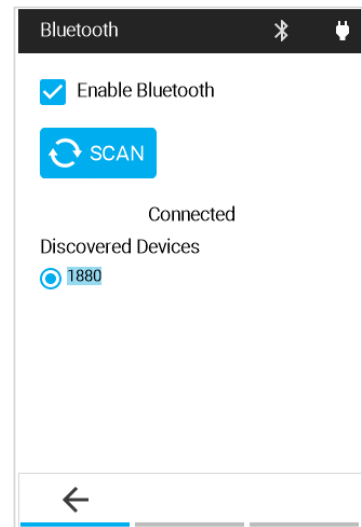 Bluetooth
Enable Bluetooth
SCAN
Connected
Discovered Devices
1880